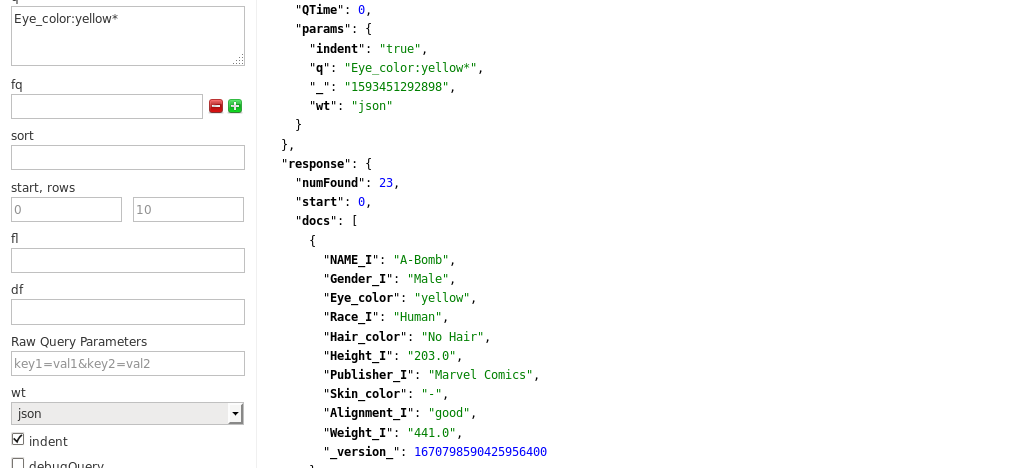 q
Eye_color:yellow*
fq
sort
start, rows
0
10
fl
df
Raw Query Parameters
key1=val1&key2=val2
wt
json
indent
debugQuery
"QTime": 0,
"params": {
"indent": "true",
"q": "Eye_color:yellow*",
"_": "1593451292898",
"wt": "json"
}
},
"response": {
"numFound": 23,
"start": 0,
"docs": [
{
"NAME_I": "A-Bomb",
"Gender_I": "Male",
"Eye_color": "yellow",
"Race_I": "Human",
"Hair_color": "No Hair",
"Height_I": "203.0",
"Publisher_I": "Marvel Comics",
"Skin_color": "-",
"Alignment_I": "good",
"Weight_I": "441.0",
"_version_": 1670798590425956400
}